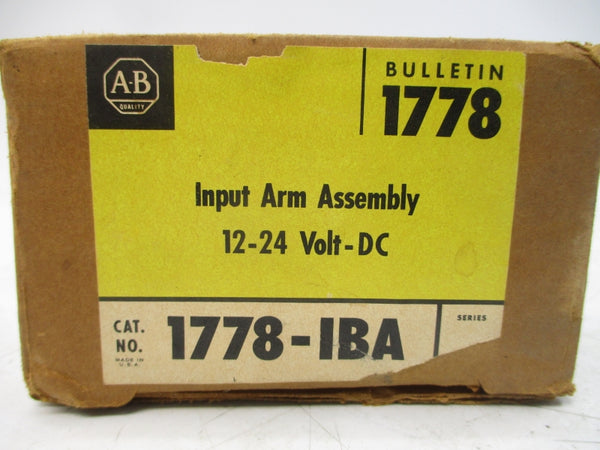 A-B
QUALITY
BULLETIN
1778
Input Arm Assembly
12-24 Volt-DC
CAT.
NO.
MADE IN
U.S.A.
1778-IBA
SERIES